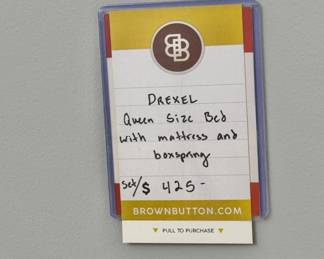 BB
DREXEL
Queen Size Bed
with mattress and
boxspring
Set/$ 425-
BROWNBUTTON.COM
PULL TO PURCHASE